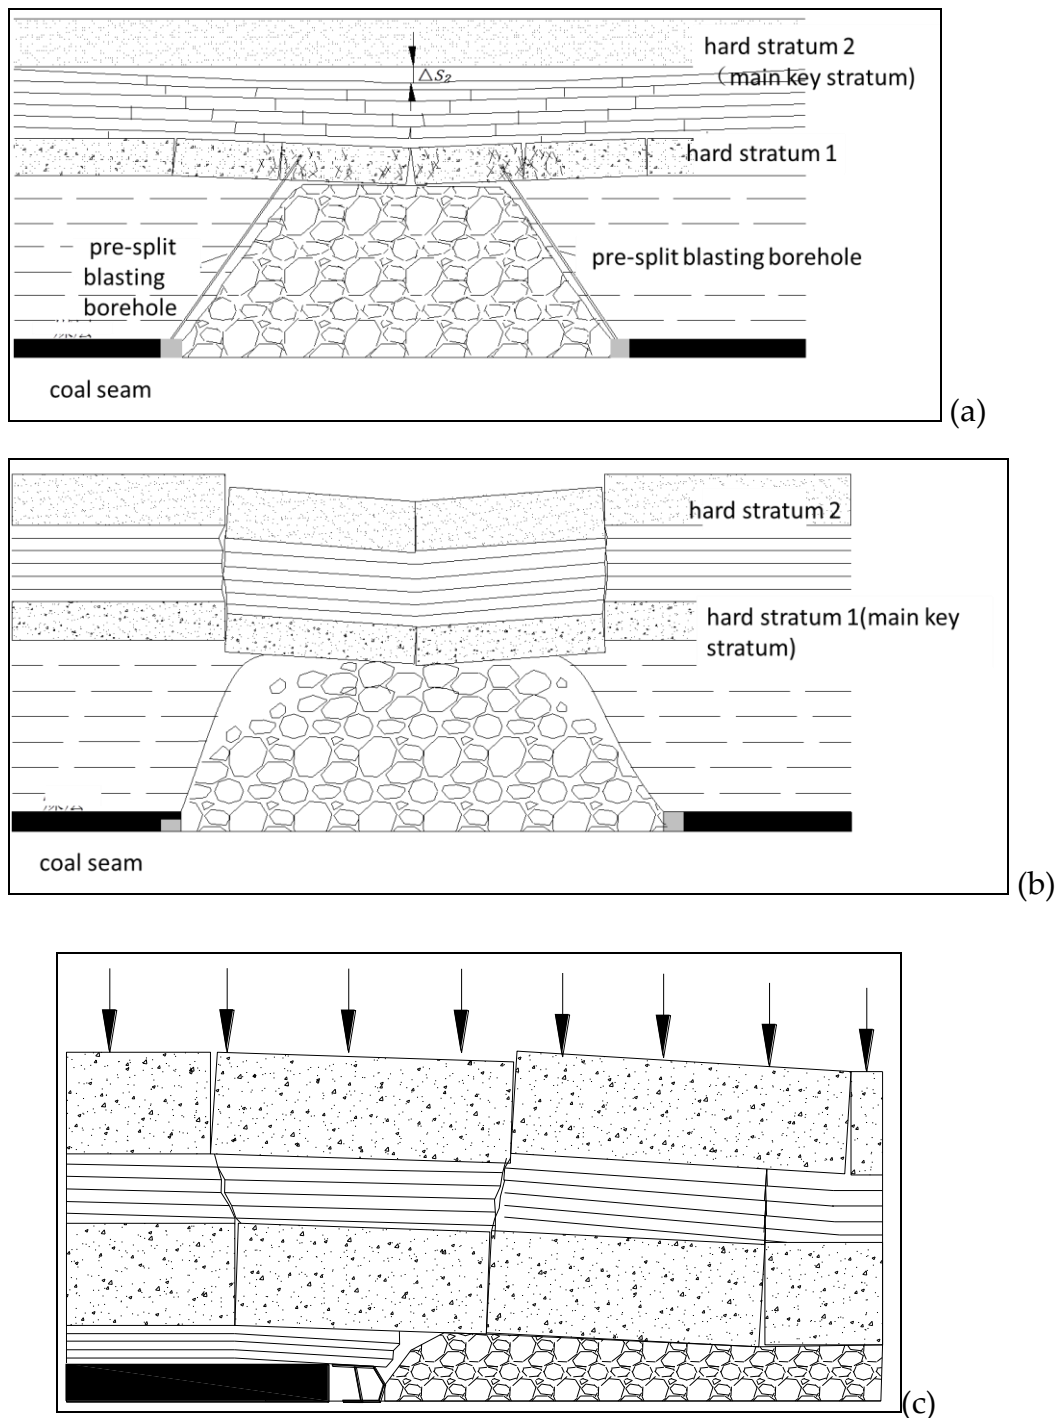 hard stratum 2
（main key stratum)
△S₂
hard stratum 1
pre-split
blasting
borehole
pre-split blasting borehole
coal seam
(a)
hard stratum 2
hard stratum 1(main key
stratum)
coal seam
(b)
(c)